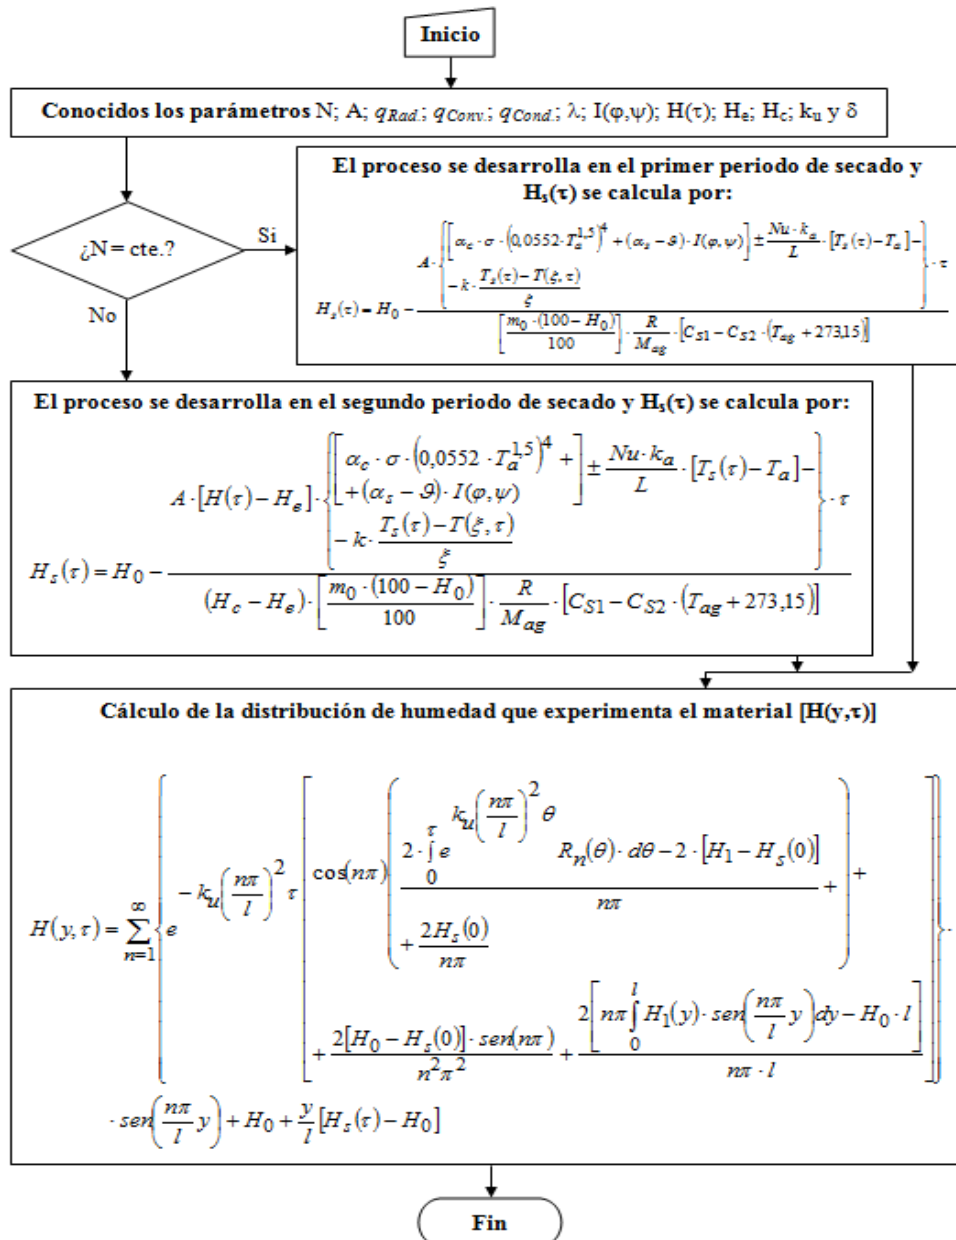 Inicio
Conocidos los parámetros N; A; q_Rad.; q_Conv.; q_Cond.; λ; I(φ,ψ); H(τ); H_e; H_c; k_u y δ
¿N = cte.?
Si
No
El proceso se desarrolla en el primer periodo de secado y
H_s(τ) se calcula por:
H_s(τ) = H_0 − (A · {[α_c · σ · (0,0552 · T_a^{1,5})^4 + (α_s − ϑ) · I(φ,ψ)] ± (Nu · k_a)/L · [T_s(τ) − T_a] − − k · (T_s(τ) − T(ξ,τ))/ξ} · τ) / ([m_0 · (100 − H_0)/100] · R/M_ag · [C_S1 − C_S2 · (T_ag + 273,15)])
El proceso se desarrolla en el segundo periodo de secado y H_s(τ) se calcula por:
H_s(τ) = H_0 − (A · [H(τ) − H_e] · {[α_c · σ · (0,0552 · T_a^{1,5})^4 + + (α_s − ϑ) · I(φ,ψ)] ± (Nu · k_a)/L · [T_s(τ) − T_a] − − k · (T_s(τ) − T(ξ,τ))/ξ} · τ) / ((H_c − H_e) · [m_0 · (100 − H_0)/100] · R/M_ag · [C_S1 − C_S2 · (T_ag + 273,15)])
Cálculo de la distribución de humedad que experimenta el material [H(y,τ)]
H(y,τ) = ∑_{n=1}^{∞} {e^{−k_u(nπ/l)^2 τ} [cos(nπ)((2 · ∫_0^τ e^{k_u(nπ/l)^2 θ} R_n(θ) · dθ − 2 · [H_1 − H_s(0)])/(nπ) + + 2H_s(0)/(nπ)) +
+ 2[H_0 − H_s(0)] · sen(nπ)/(n^2π^2) + 2[nπ ∫_0^l H_1(y) · sen(nπ/l y)dy − H_0 · l]/(nπ · l)]} ·
· sen(nπ/l y) + H_0 + y/l [H_s(τ) − H_0]
Fin